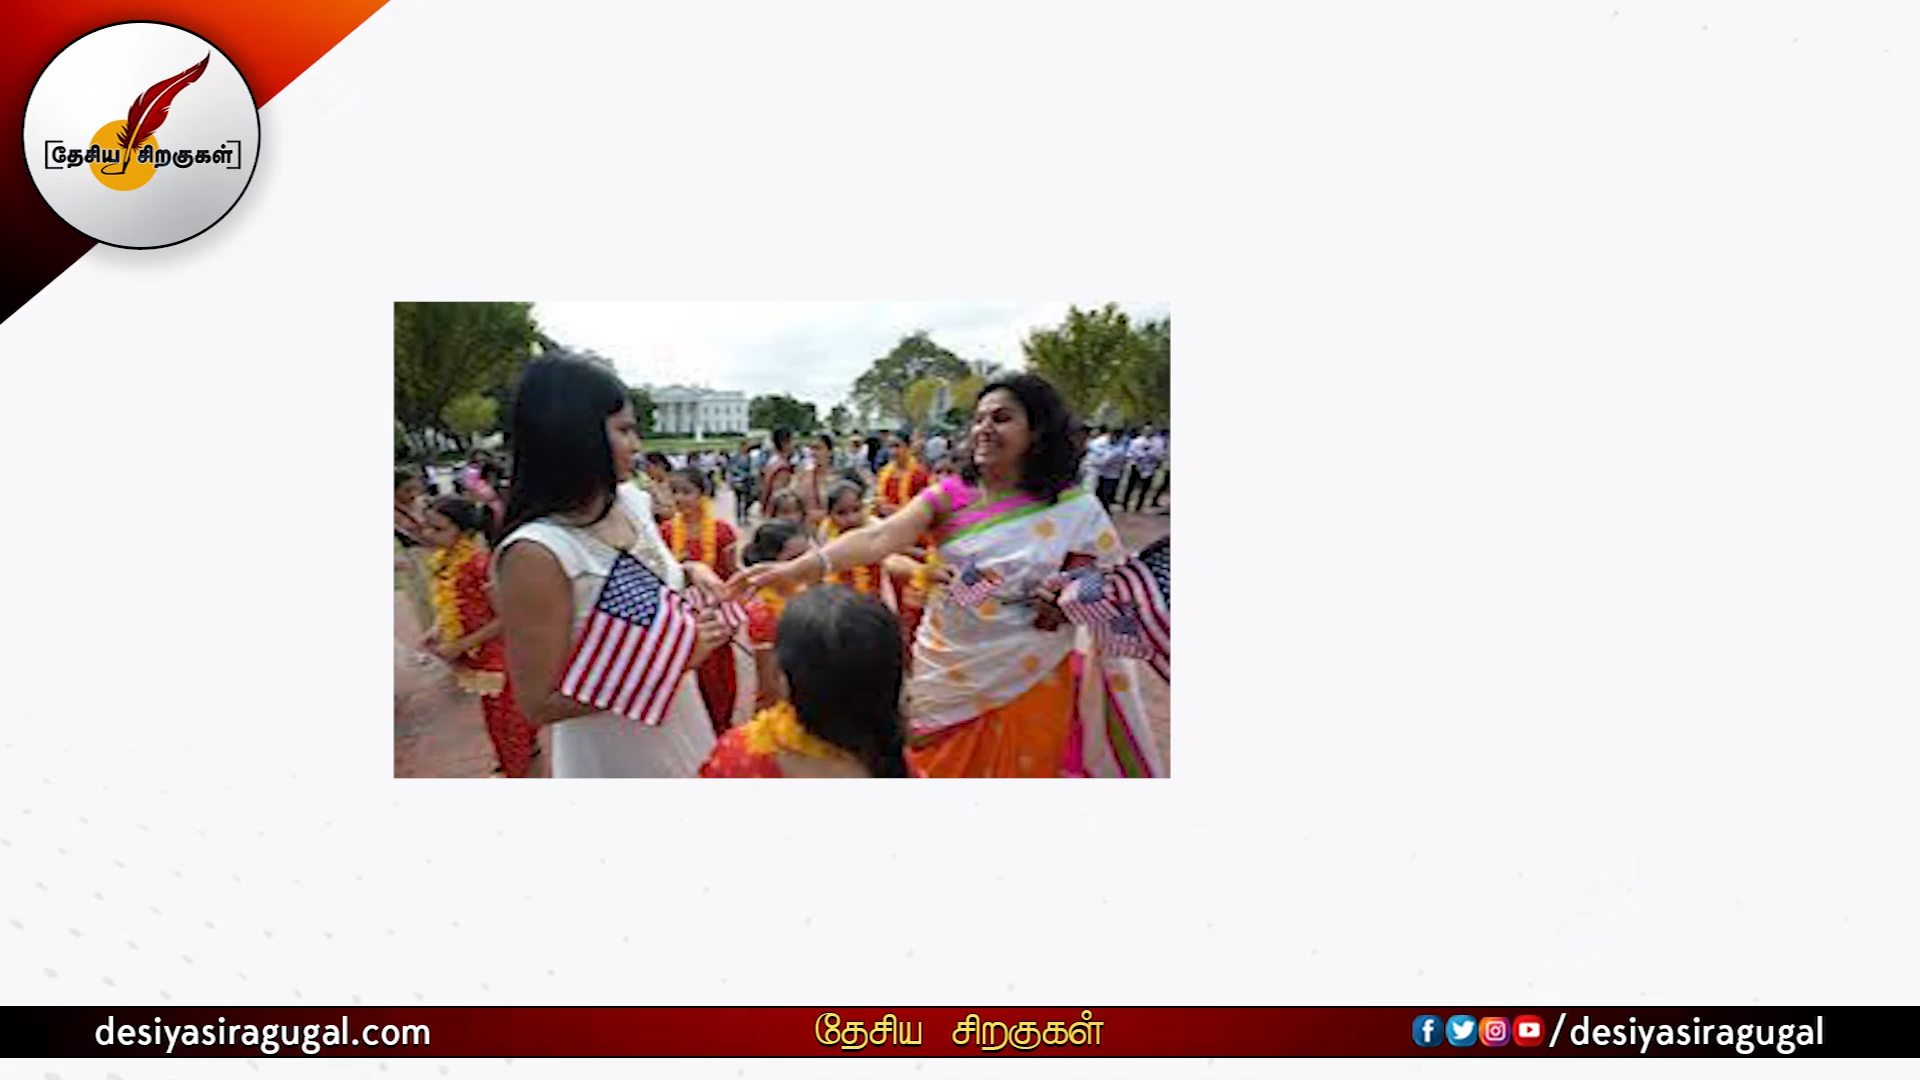 [தேசிய சிறகுகள்]
desiyasiragugal.com
தேசிய சிறகுகள்
/desiyasiragugal